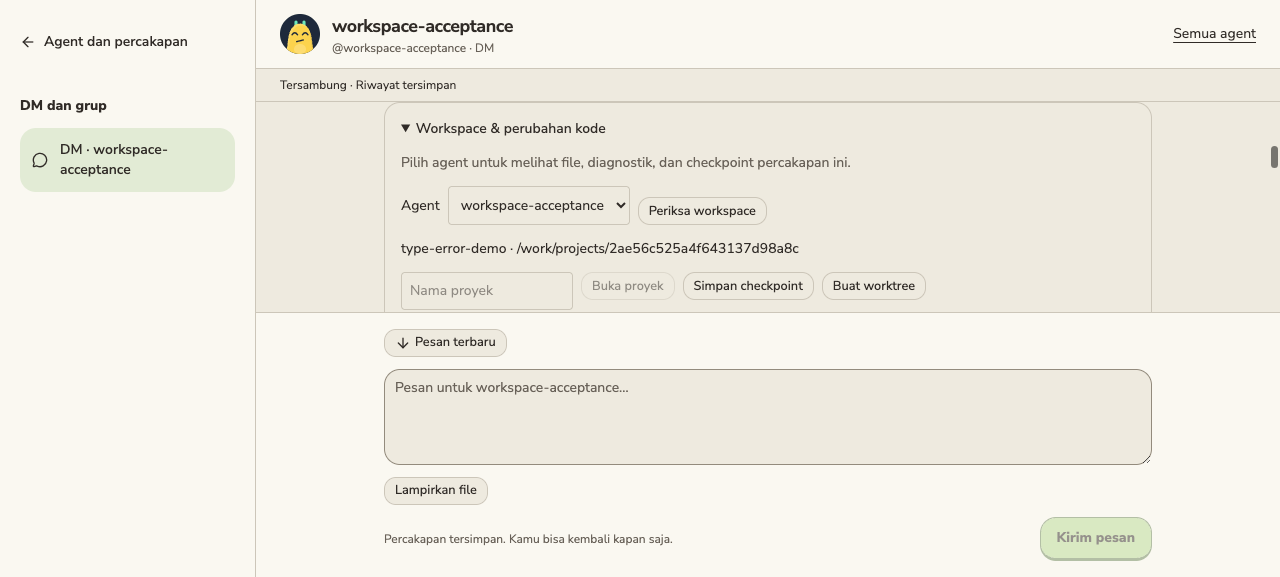 Agent dan percakapan
DM dan grup
DM · workspace-
acceptance
workspace-acceptance
@workspace-acceptance · DM
Semua agent
Tersambung · Riwayat tersimpan
Workspace & perubahan kode
Pilih agent untuk melihat file, diagnostik, dan checkpoint percakapan ini.
Agent workspace-acceptance Periksa workspace
type-error-demo · /work/projects/2ae56c525a4f643137d98a8c
Nama proyek Buka proyek Simpan checkpoint Buat worktree
Pesan terbaru
Pesan untuk workspace-acceptance...
Lampirkan file
Percakapan tersimpan. Kamu bisa kembali kapan saja.
Kirim pesan